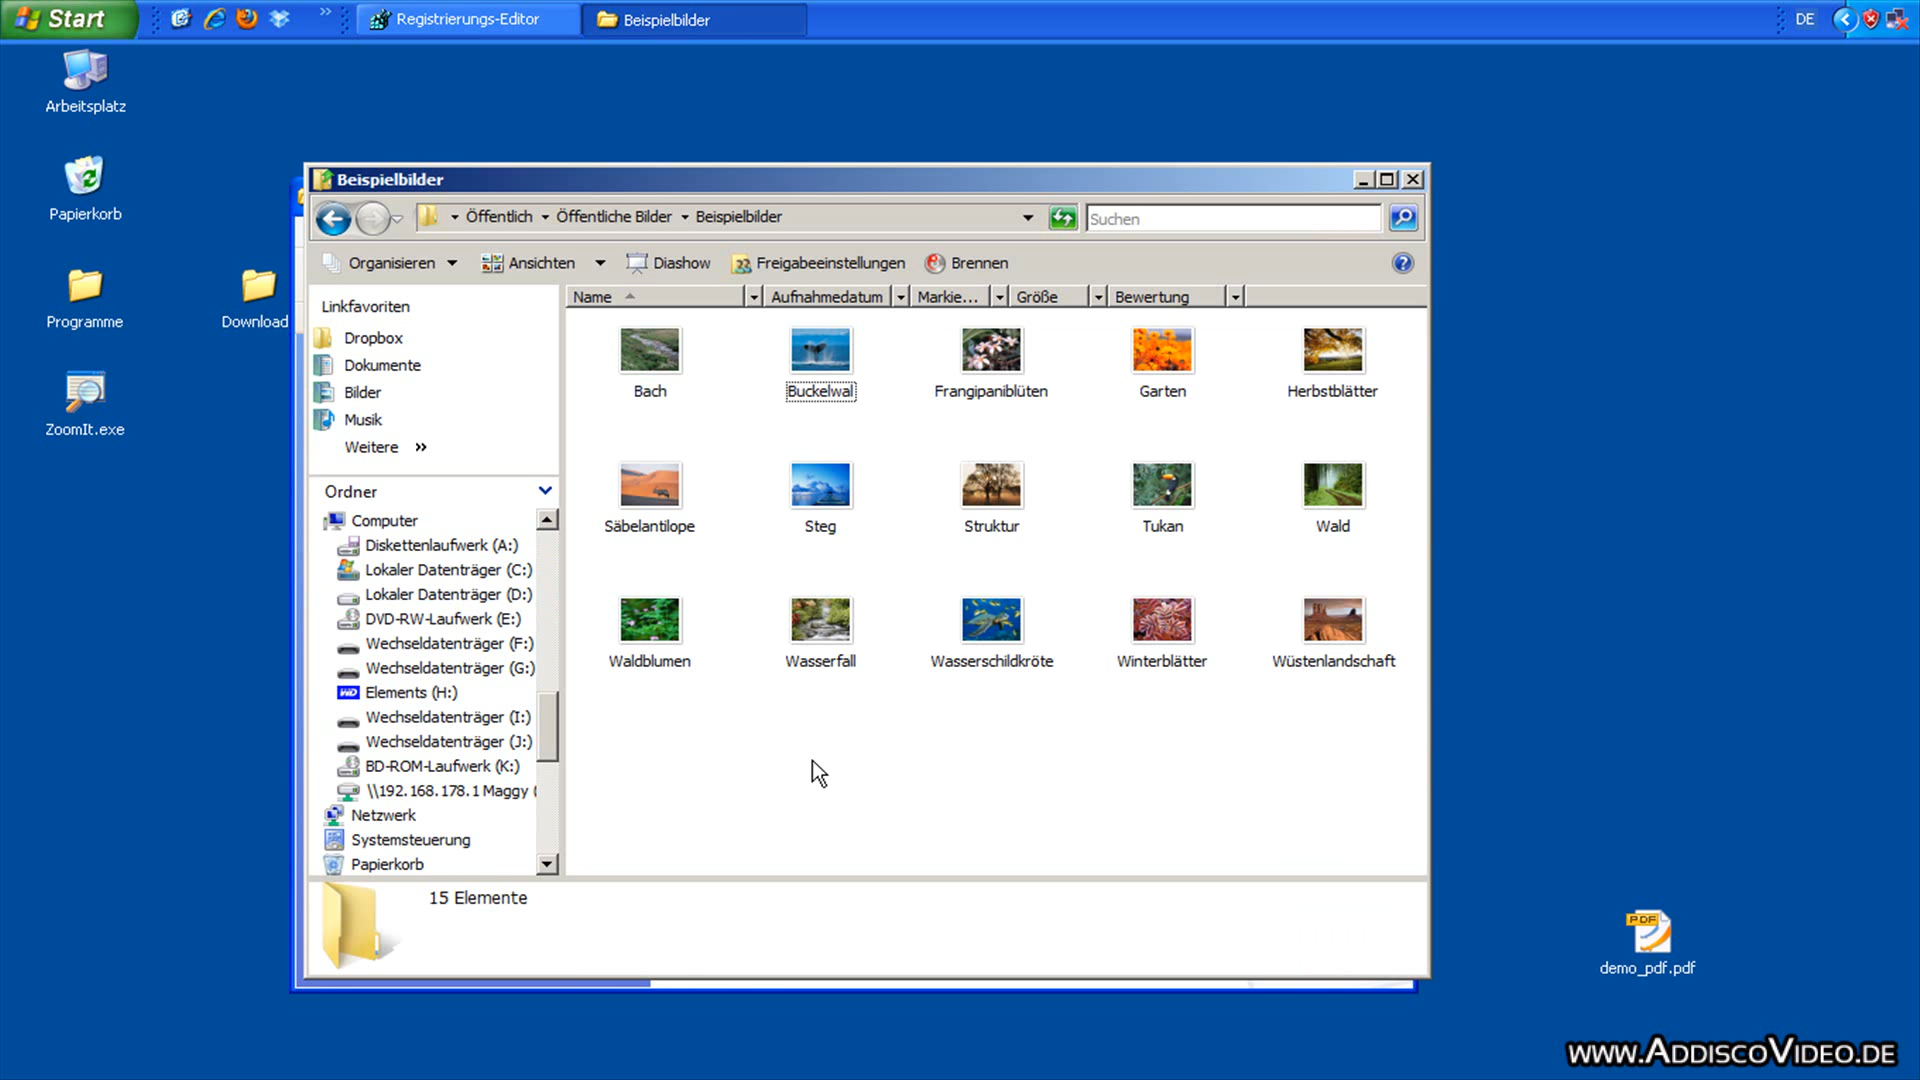 Start
Registrierungs-Editor
Beispielbilder
DE
Arbeitsplatz
Papierkorb
Programme
Download
ZoomIt.exe
Beispielbilder
Öffentlich
Öffentliche Bilder
Beispielbilder
Suchen
Organisieren
Ansichten
Diashow
Freigabeeinstellungen
Brennen
Linkfavoriten
Dropbox
Dokumente
Bilder
Musik
Weitere »
Ordner
Computer
Diskettenlaufwerk (A:)
Lokaler Datenträger (C:)
Lokaler Datenträger (D:)
DVD-RW-Laufwerk (E:)
Wechseldatenträger (F:)
Wechseldatenträger (G:)
Elements (H:)
Wechseldatenträger (I:)
Wechseldatenträger (J:)
BD-ROM-Laufwerk (K:)
\\192.168.178.1 Maggy (
Netzwerk
Systemsteuerung
Papierkorb
Name
Aufnahmedatum
Markie...
Größe
Bewertung
Bach
Buckelwal
Frangipaniblüten
Garten
Herbstblätter
Säbelantilope
Steg
Struktur
Tukan
Wald
Waldblumen
Wasserfall
Wasserschildkröte
Winterblätter
Wüstenlandschaft
15 Elemente
PDF
demo_pdf.pdf
www.AddiscoVideo.de